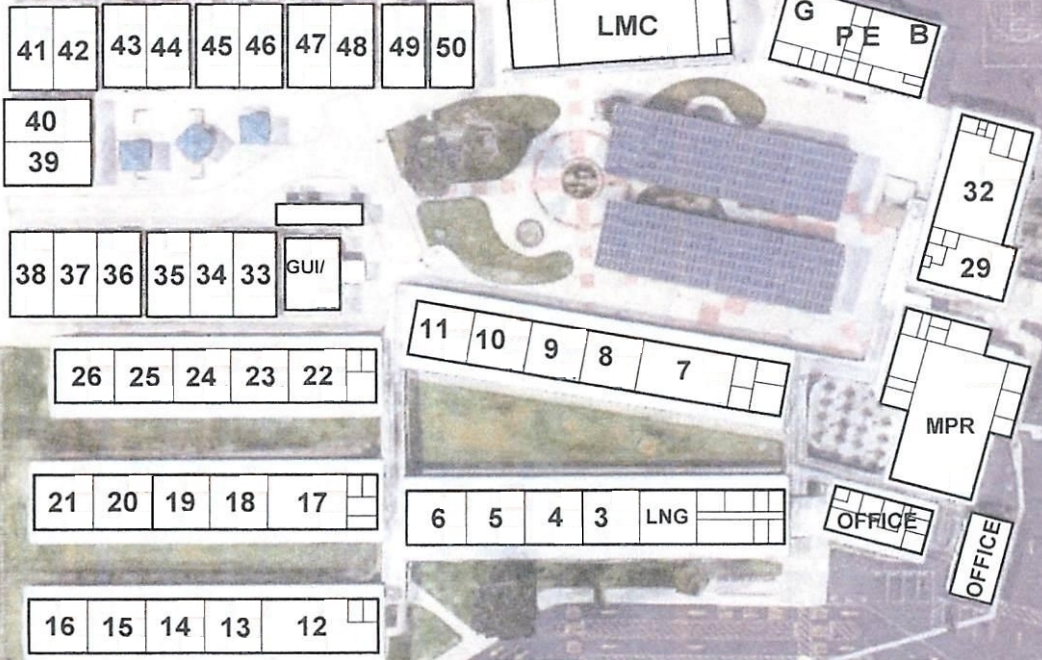 41 42 43 44 45 46 47 48 49 50
LMC
G PE B
40
39
32
29
38 37 36 35 34 33 GUI/
11 10 9 8 7
26 25 24 23 22
MPR
21 20 19 18 17
6 5 4 3 LNG
OFFICE
OFFICE
16 15 14 13 12